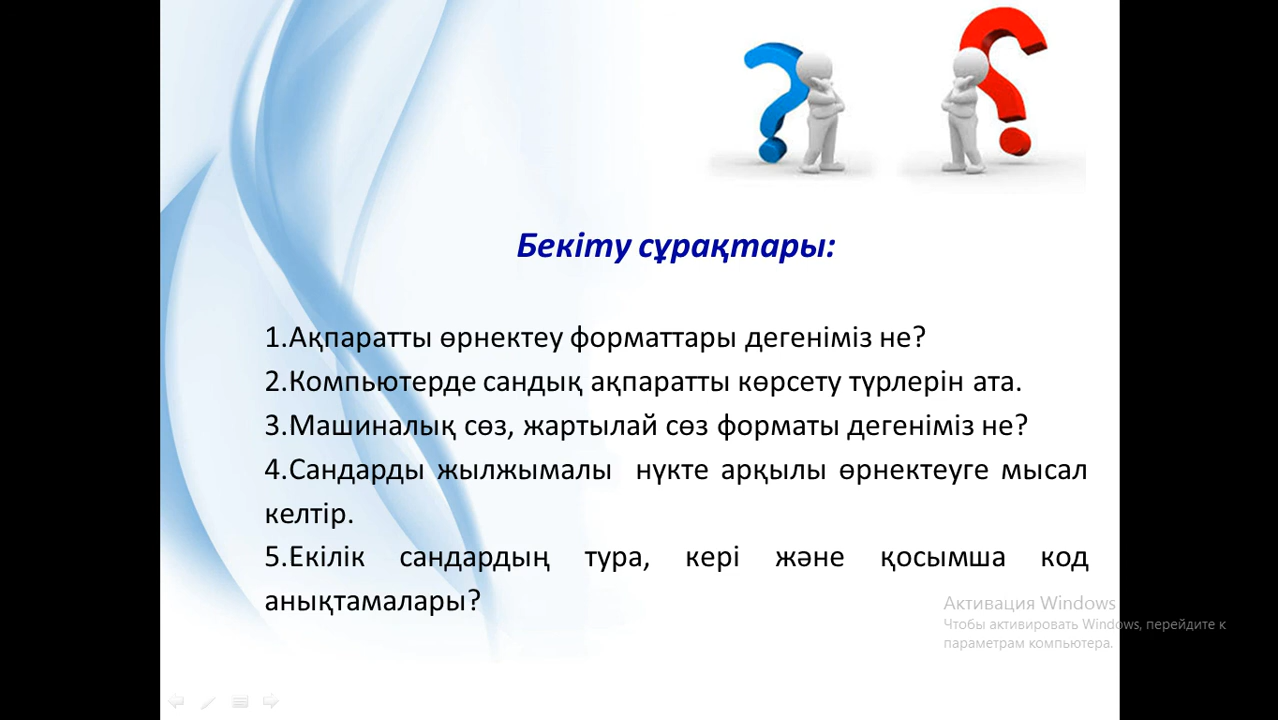 Бекіту сұрақтары:
1.Ақпаратты өрнектеу форматтары дегеніміз не?
2.Компьютерде сандық ақпаратты көрсету түрлерін ата.
3.Машиналық сөз, жартылай сөз форматы дегеніміз не?
4.Сандарды жылжымалы нүкте арқылы өрнектеуге мысал
келтір.
5.Екілік сандардың тура, кері және қосымша код
анықтамалары?
Активация Windows
Чтобы активировать Windows, перейдите к
параметрам компьютера.